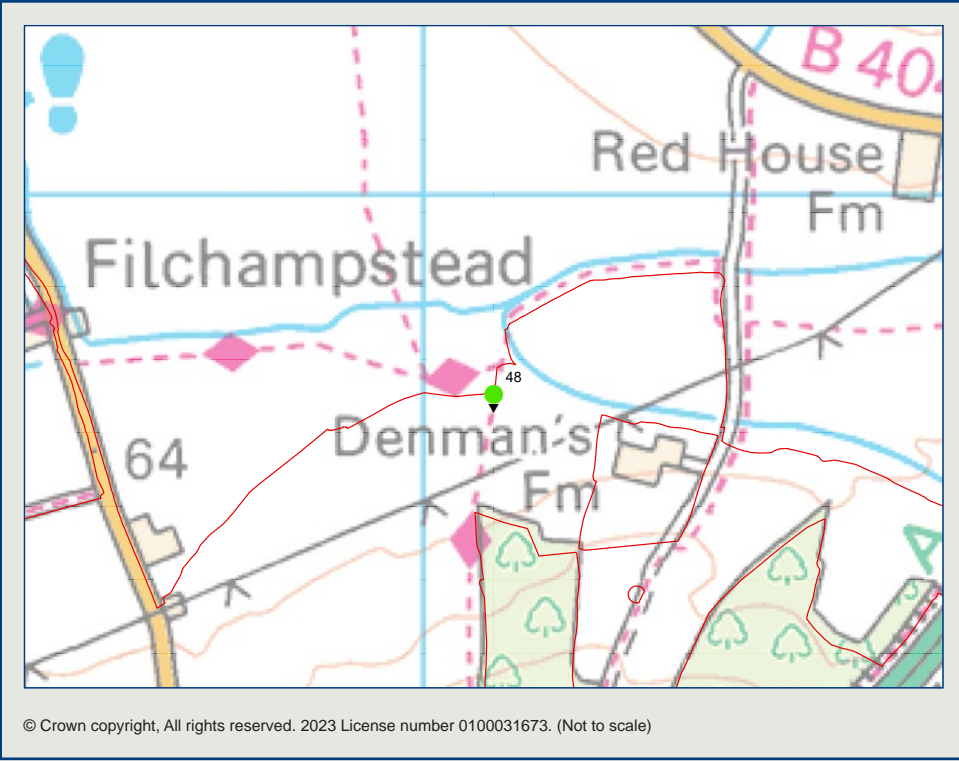 B 40
Red House
Fm
Filchampstead
48
Denman's
Fm
64
A
© Crown copyright, All rights reserved. 2023 License number 0100031673. (Not to scale)